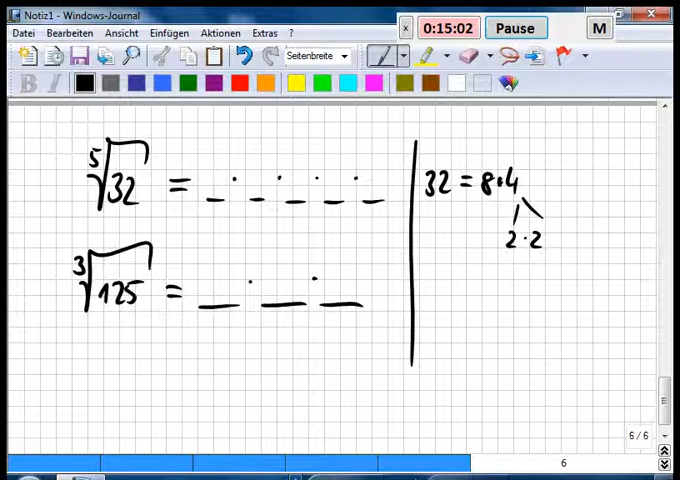 Notiz1 - Windows-Journal
x 0:15:02 Pause M
Datei Bearbeiten Ansicht Einfügen Aktionen Extras ?
Seitenbreite
B I
⁵√32 = _ · _ · _ · _ · _
32 = 8·4
2·2
³√125 = _ · _ · _
6 / 6
6